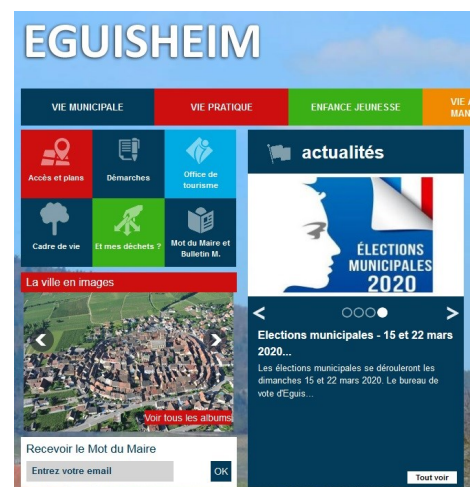 EGUISHEIM
VIE MUNICIPALE
VIE PRATIQUE
ENFANCE JEUNESSE
VIE
MAN
Accès et plans
Démarches
Office de
tourisme
Cadre de vie
Et mes déchets ?
Mot du Maire et
Bulletin M.
La ville en images
Voir tous les albums
Recevoir le Mot du Maire
Entrez votre email
OK
actualités
ÉLECTIONS
MUNICIPALES
2020
Elections municipales - 15 et 22 mars
2020...
Les élections municipales se dérouleront les
dimanches 15 et 22 mars 2020. Le bureau de
vote d'Eguis...
Tout voir